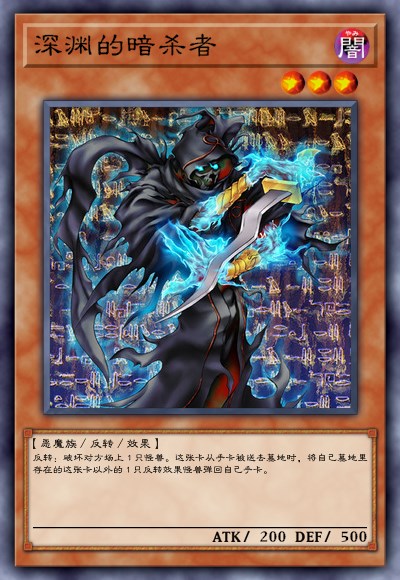 深渊的暗杀者
やみ
闇
【恶魔族／反转／效果】
反转：破坏对方场上1只怪兽。这张卡从手卡被送去墓地时，将自己墓地里
存在的这张卡以外的1只反转效果怪兽弹回自己手卡。
ATK/ 200 DEF/ 500